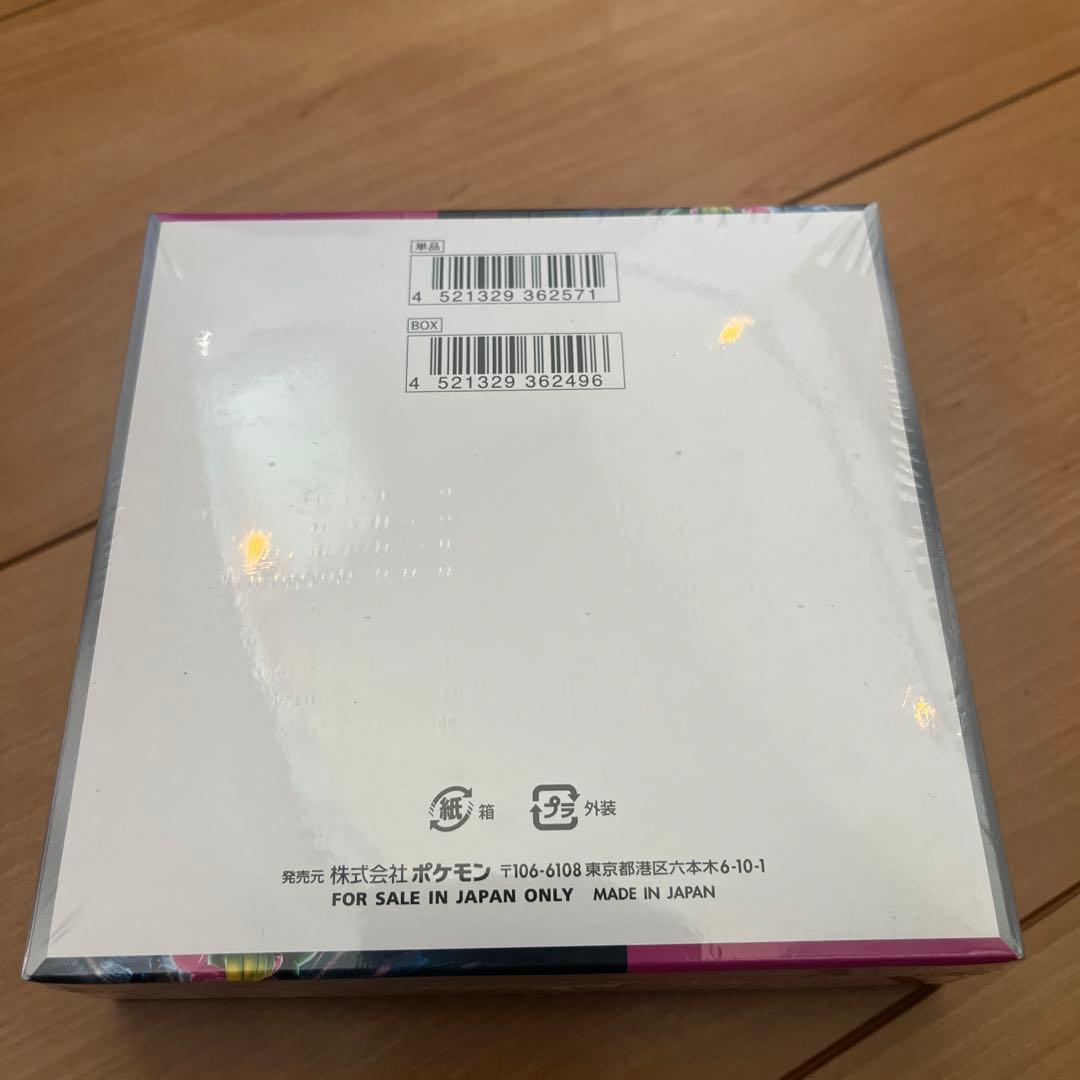 単品
4 521329 362571
BOX
4 521329 362496
紙 箱 プラ 外装
発売元 株式会社 ポケモン 〒106-6108 東京都港区六本木6-10-1
FOR SALE IN JAPAN ONLY MADE IN JAPAN